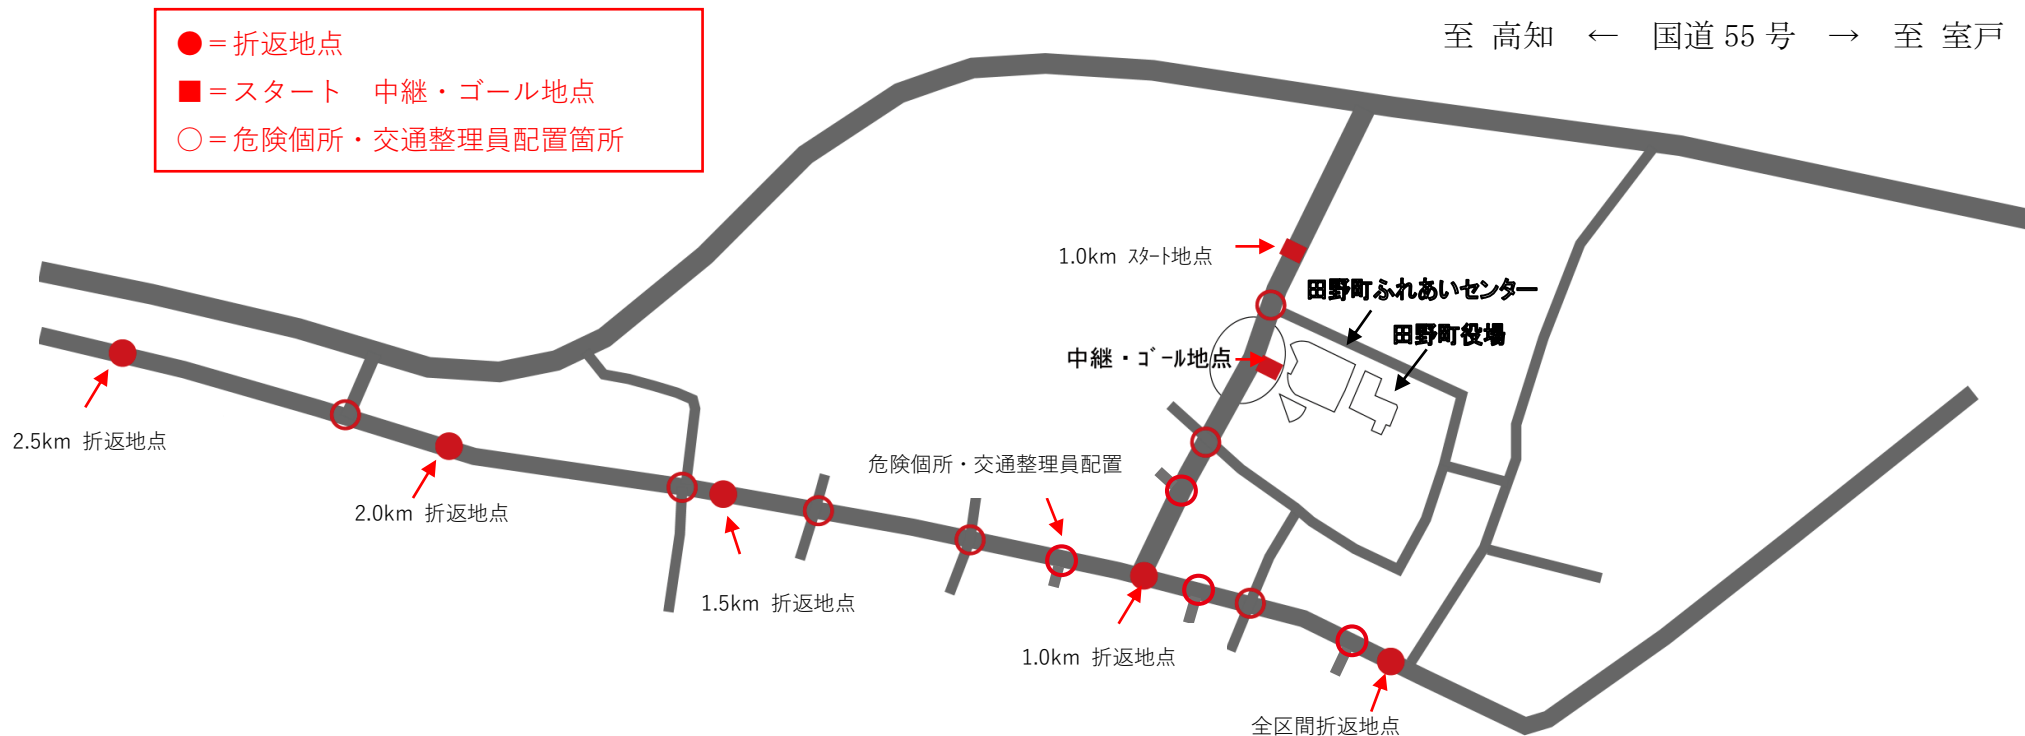 至 高知 ← 国道 55 号 → 至 室戸
●＝折返地点
■＝スタート　中継・ゴール地点
○＝危険個所・交通整理員配置箇所
1.0km ｽﾀｰﾄ地点
田野町ふれあいセンター
田野町役場
中継・ｺﾞｰﾙ地点
2.5km 折返地点
危険個所・交通整理員配置
2.0km 折返地点
1.5km 折返地点
1.0km 折返地点
全区間折返地点